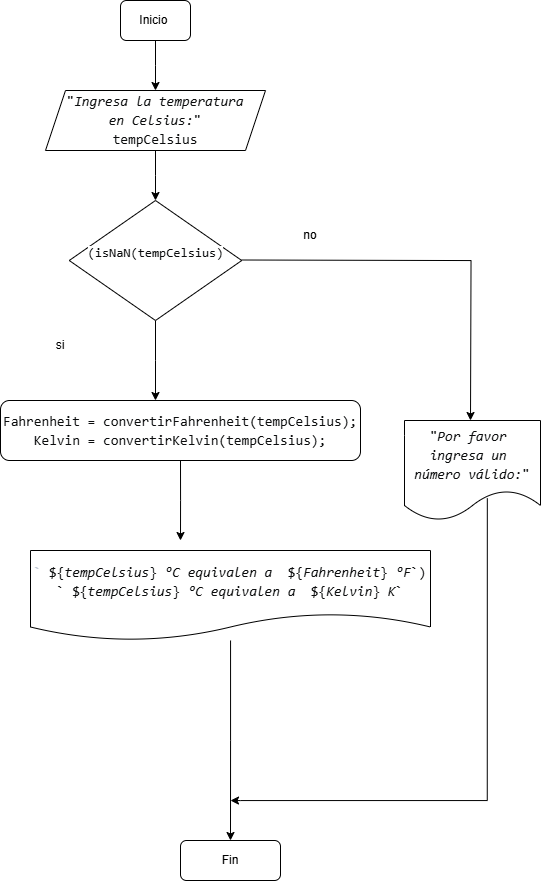 Inicio
"Ingresa la temperatura
en Celsius:"
tempCelsius
(isNaN(tempCelsius)
no
si
Fahrenheit = convertirFahrenheit(tempCelsius);
Kelvin = convertirKelvin(tempCelsius);
"Por favor
ingresa un
número válido:"
` ${tempCelsius} ºC equivalen a  ${Fahrenheit} ºF`)
` ${tempCelsius} ºC equivalen a  ${Kelvin} K`
Fin